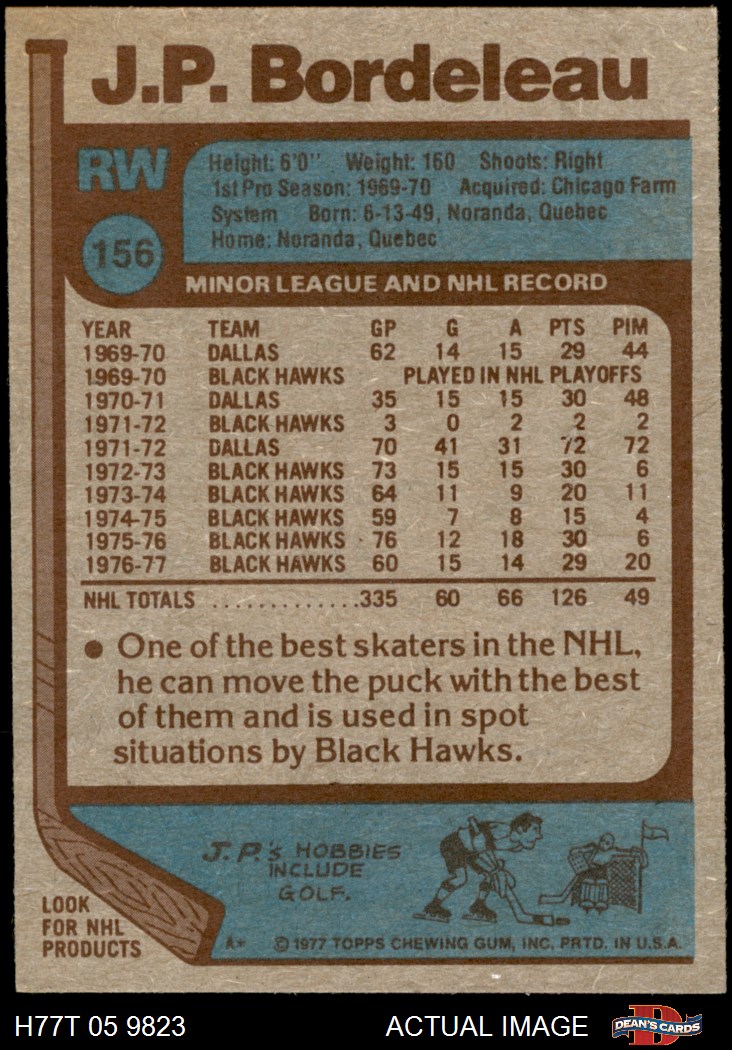 J.P. Bordeleau
RW
156
Height: 6'0" Weight: 160 Shoots: Right
1st Pro Season: 1969-70 Acquired: Chicago Farm
System Born: 6-13-49, Noranda, Quebec
Home: Noranda, Quebec
MINOR LEAGUE AND NHL RECORD
YEAR TEAM GP G A PTS PIM
1969-70 DALLAS 62 14 15 29 44
1969-70 BLACK HAWKS PLAYED IN NHL PLAYOFFS
1970-71 DALLAS 35 15 15 30 48
1971-72 BLACK HAWKS 3 0 2 2 2
1971-72 DALLAS 70 41 31 72 72
1972-73 BLACK HAWKS 73 15 15 30 6
1973-74 BLACK HAWKS 64 11 9 20 11
1974-75 BLACK HAWKS 59 7 8 15 4
1975-76 BLACK HAWKS 76 12 18 30 6
1976-77 BLACK HAWKS 60 15 14 29 20
NHL TOTALS .............335 60 66 126 49
● One of the best skaters in the NHL,
he can move the puck with the best
of them and is used in spot
situations by Black Hawks.
J.P.'s HOBBIES
INCLUDE
GOLF.
LOOK
FOR NHL
PRODUCTS
A* © 1977 TOPPS CHEWING GUM, INC. PRTD. IN U.S.A.
H77T 05 9823 ACTUAL IMAGE D DEAN'S CARDS